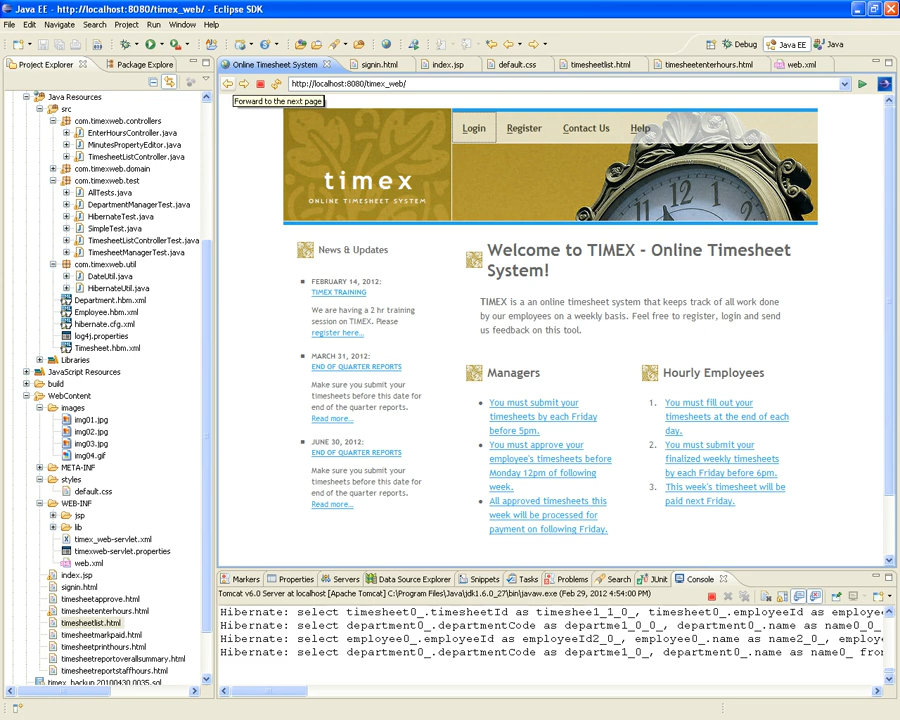 Java EE - http://localhost:8080/timex_web/ - Eclipse SDK
File Edit Navigate Search Project Run Window Help
Debug Java EE Java
Project Explorer Package Explorer
Online Timesheet System signin.html index.jsp default.css timesheetlist.html timesheetenterhours.html web.xml
http://localhost:8080/timex_web/
Forward to the next page
Java Resources
src
com.timexweb.controllers
EnterHoursController.java
MinutesPropertyEditor.java
TimesheetListController.java
com.timexweb.domain
com.timexweb.test
AllTests.java
DepartmentManagerTest.java
HibernateTest.java
SimpleTest.java
TimesheetListControllerTest.java
TimesheetManagerTest.java
com.timexweb.util
DateUtil.java
HibernateUtil.java
Department.hbm.xml
Employee.hbm.xml
hibernate.cfg.xml
log4j.properties
Timesheet.hbm.xml
Libraries
JavaScript Resources
build
WebContent
images
img01.jpg
img02.jpg
img03.jpg
img04.gif
META-INF
styles
default.css
WEB-INF
jsp
lib
timex_web-servlet.xml
timexweb-servlet.properties
web.xml
index.jsp
signin.html
timesheetapprove.html
timesheetenterhours.html
timesheetlist.html
timesheetmarkpaid.html
timesheetprinthours.html
timesheetreportoverallsummary.html
timesheetreportstaffhours.html
timex_backup_20100430_0035.sql
timex
ONLINE TIMESHEET SYSTEM
Login Register Contact Us Help
12
News & Updates
FEBRUARY 14, 2012:
TIMEX TRAINING
We are having a 2 hr training
session on TIMEX. Please
register here...
MARCH 31, 2012:
END OF QUARTER REPORTS
Make sure you submit your
timesheets before this date for
end of the quarter reports.
Read more...
JUNE 30, 2012:
END OF QUARTER REPORTS
Make sure you submit your
timesheets before this date for
end of the quarter reports.
Read more...
Welcome to TIMEX - Online Timesheet
System!
TIMEX is a an online timesheet system that keeps track of all work done
by our employees on a weekly basis. Feel free to register, login and send
us feedback on this tool.
Managers
You must submit your
timesheets by each Friday
before 5pm.
You must approve your
employee's timesheets before
Monday 12pm of following
week.
All approved timesheets this
week will be processed for
payment on following Friday.
Hourly Employees
1. You must fill out your
timesheets at the end of each
day.
2. You must submit your
finalized weekly timesheets
by each Friday before 6pm.
3. This week's timesheet will be
paid next Friday.
Markers Properties Servers Data Source Explorer Snippets Tasks Problems Search JUnit Console
Tomcat v6.0 Server at localhost [Apache Tomcat] C:\Program Files\Java\jdk1.6.0_27\bin\javaw.exe (Feb 29, 2012 4:54:00 PM)
Hibernate: select timesheet0_.timesheetId as timeshee1_1_0_, timesheet0_.employeeId as employee
Hibernate: select department0_.departmentCode as departme1_0_0_, department0_.name as name0_0_
Hibernate: select employee0_.employeeId as employeeId2_0_, employee0_.name as name2_0_, employe
Hibernate: select department0_.departmentCode as departme1_0_, department0_.name as name0_ from